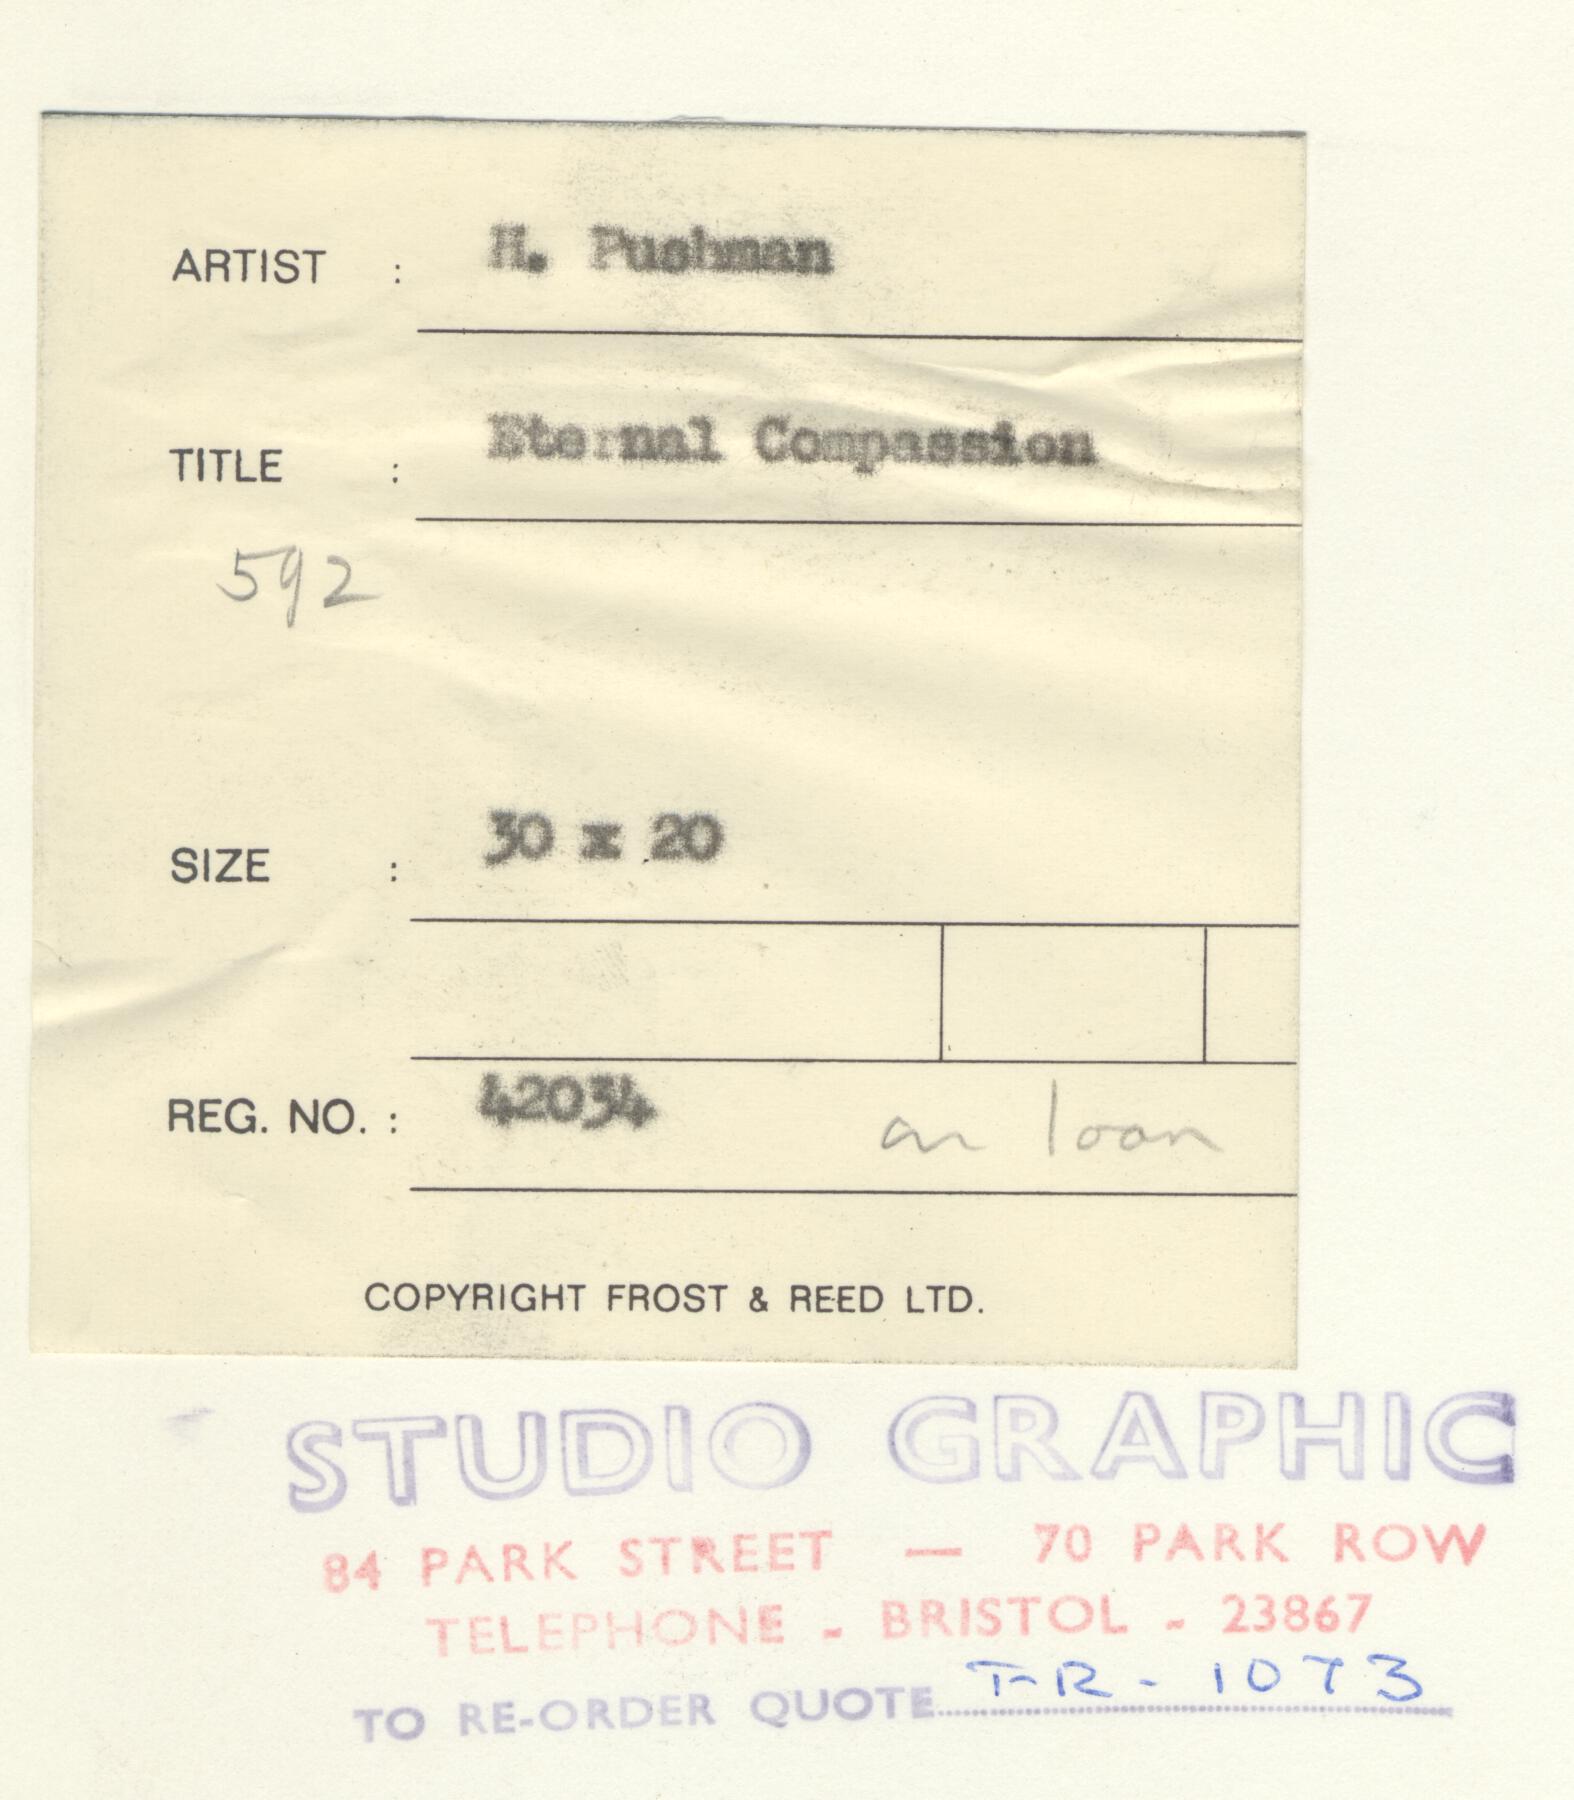 ARTIST : H. Pushman
TITLE : Eternal Compassion
592
SIZE : 30 x 20
REG. NO. : 42034 on loan
COPYRIGHT FROST & REED LTD.
STUDIO GRAPHIC
84 PARK STREET — 70 PARK ROW
TELEPHONE - BRISTOL - 23867
TO RE-ORDER QUOTE FR - 1073